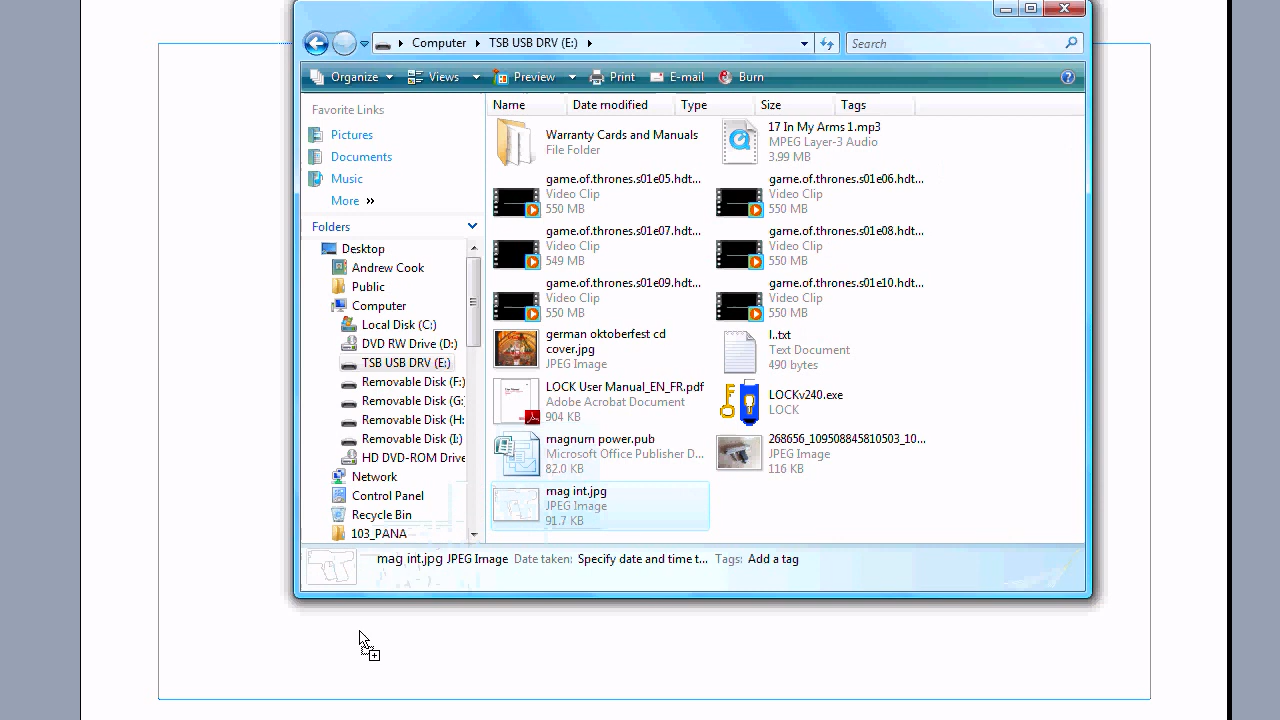 Computer
TSB USB DRV (E:)
Search
Organize
Views
Preview
Print
E-mail
Burn
Favorite Links
Pictures
Documents
Music
More »
Folders
Desktop
Andrew Cook
Public
Computer
Local Disk (C:)
DVD RW Drive (D:)
TSB USB DRV (E:)
Removable Disk (F:)
Removable Disk (G:
Removable Disk (H:
Removable Disk (I:)
HD DVD-ROM Drive
Network
Control Panel
Recycle Bin
103_PANA
Name
Date modified
Type
Size
Tags
Warranty Cards and Manuals
File Folder
17 In My Arms 1.mp3
MPEG Layer-3 Audio
3.99 MB
game.of.thrones.s01e05.hdt...
Video Clip
550 MB
game.of.thrones.s01e06.hdt...
Video Clip
550 MB
game.of.thrones.s01e07.hdt...
Video Clip
549 MB
game.of.thrones.s01e08.hdt...
Video Clip
550 MB
game.of.thrones.s01e09.hdt...
Video Clip
550 MB
game.of.thrones.s01e10.hdt...
Video Clip
550 MB
german oktoberfest cd
cover.jpg
JPEG Image
l..txt
Text Document
490 bytes
LOCK User Manual_EN_FR.pdf
Adobe Acrobat Document
904 KB
LOCKv240.exe
LOCK
magnum power.pub
Microsoft Office Publisher D...
82.0 KB
268656_109508845810503_10...
JPEG Image
116 KB
mag int.jpg
JPEG Image
91.7 KB
mag int.jpg JPEG Image
Date taken: Specify date and time t...
Tags: Add a tag